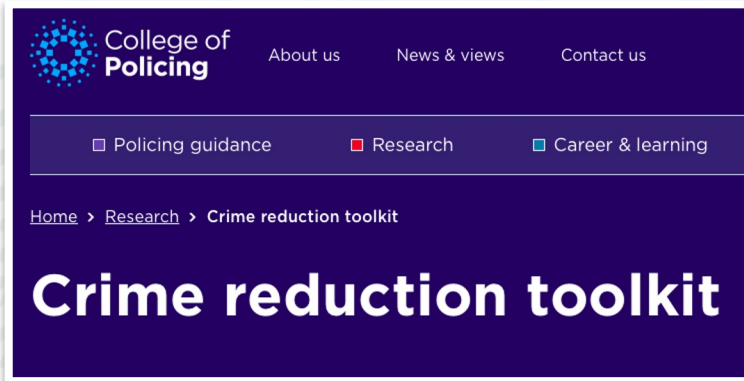 College of
Policing
About us News & views Contact us
Policing guidance Research Career & learning
Home > Research > Crime reduction toolkit
Crime reduction toolkit